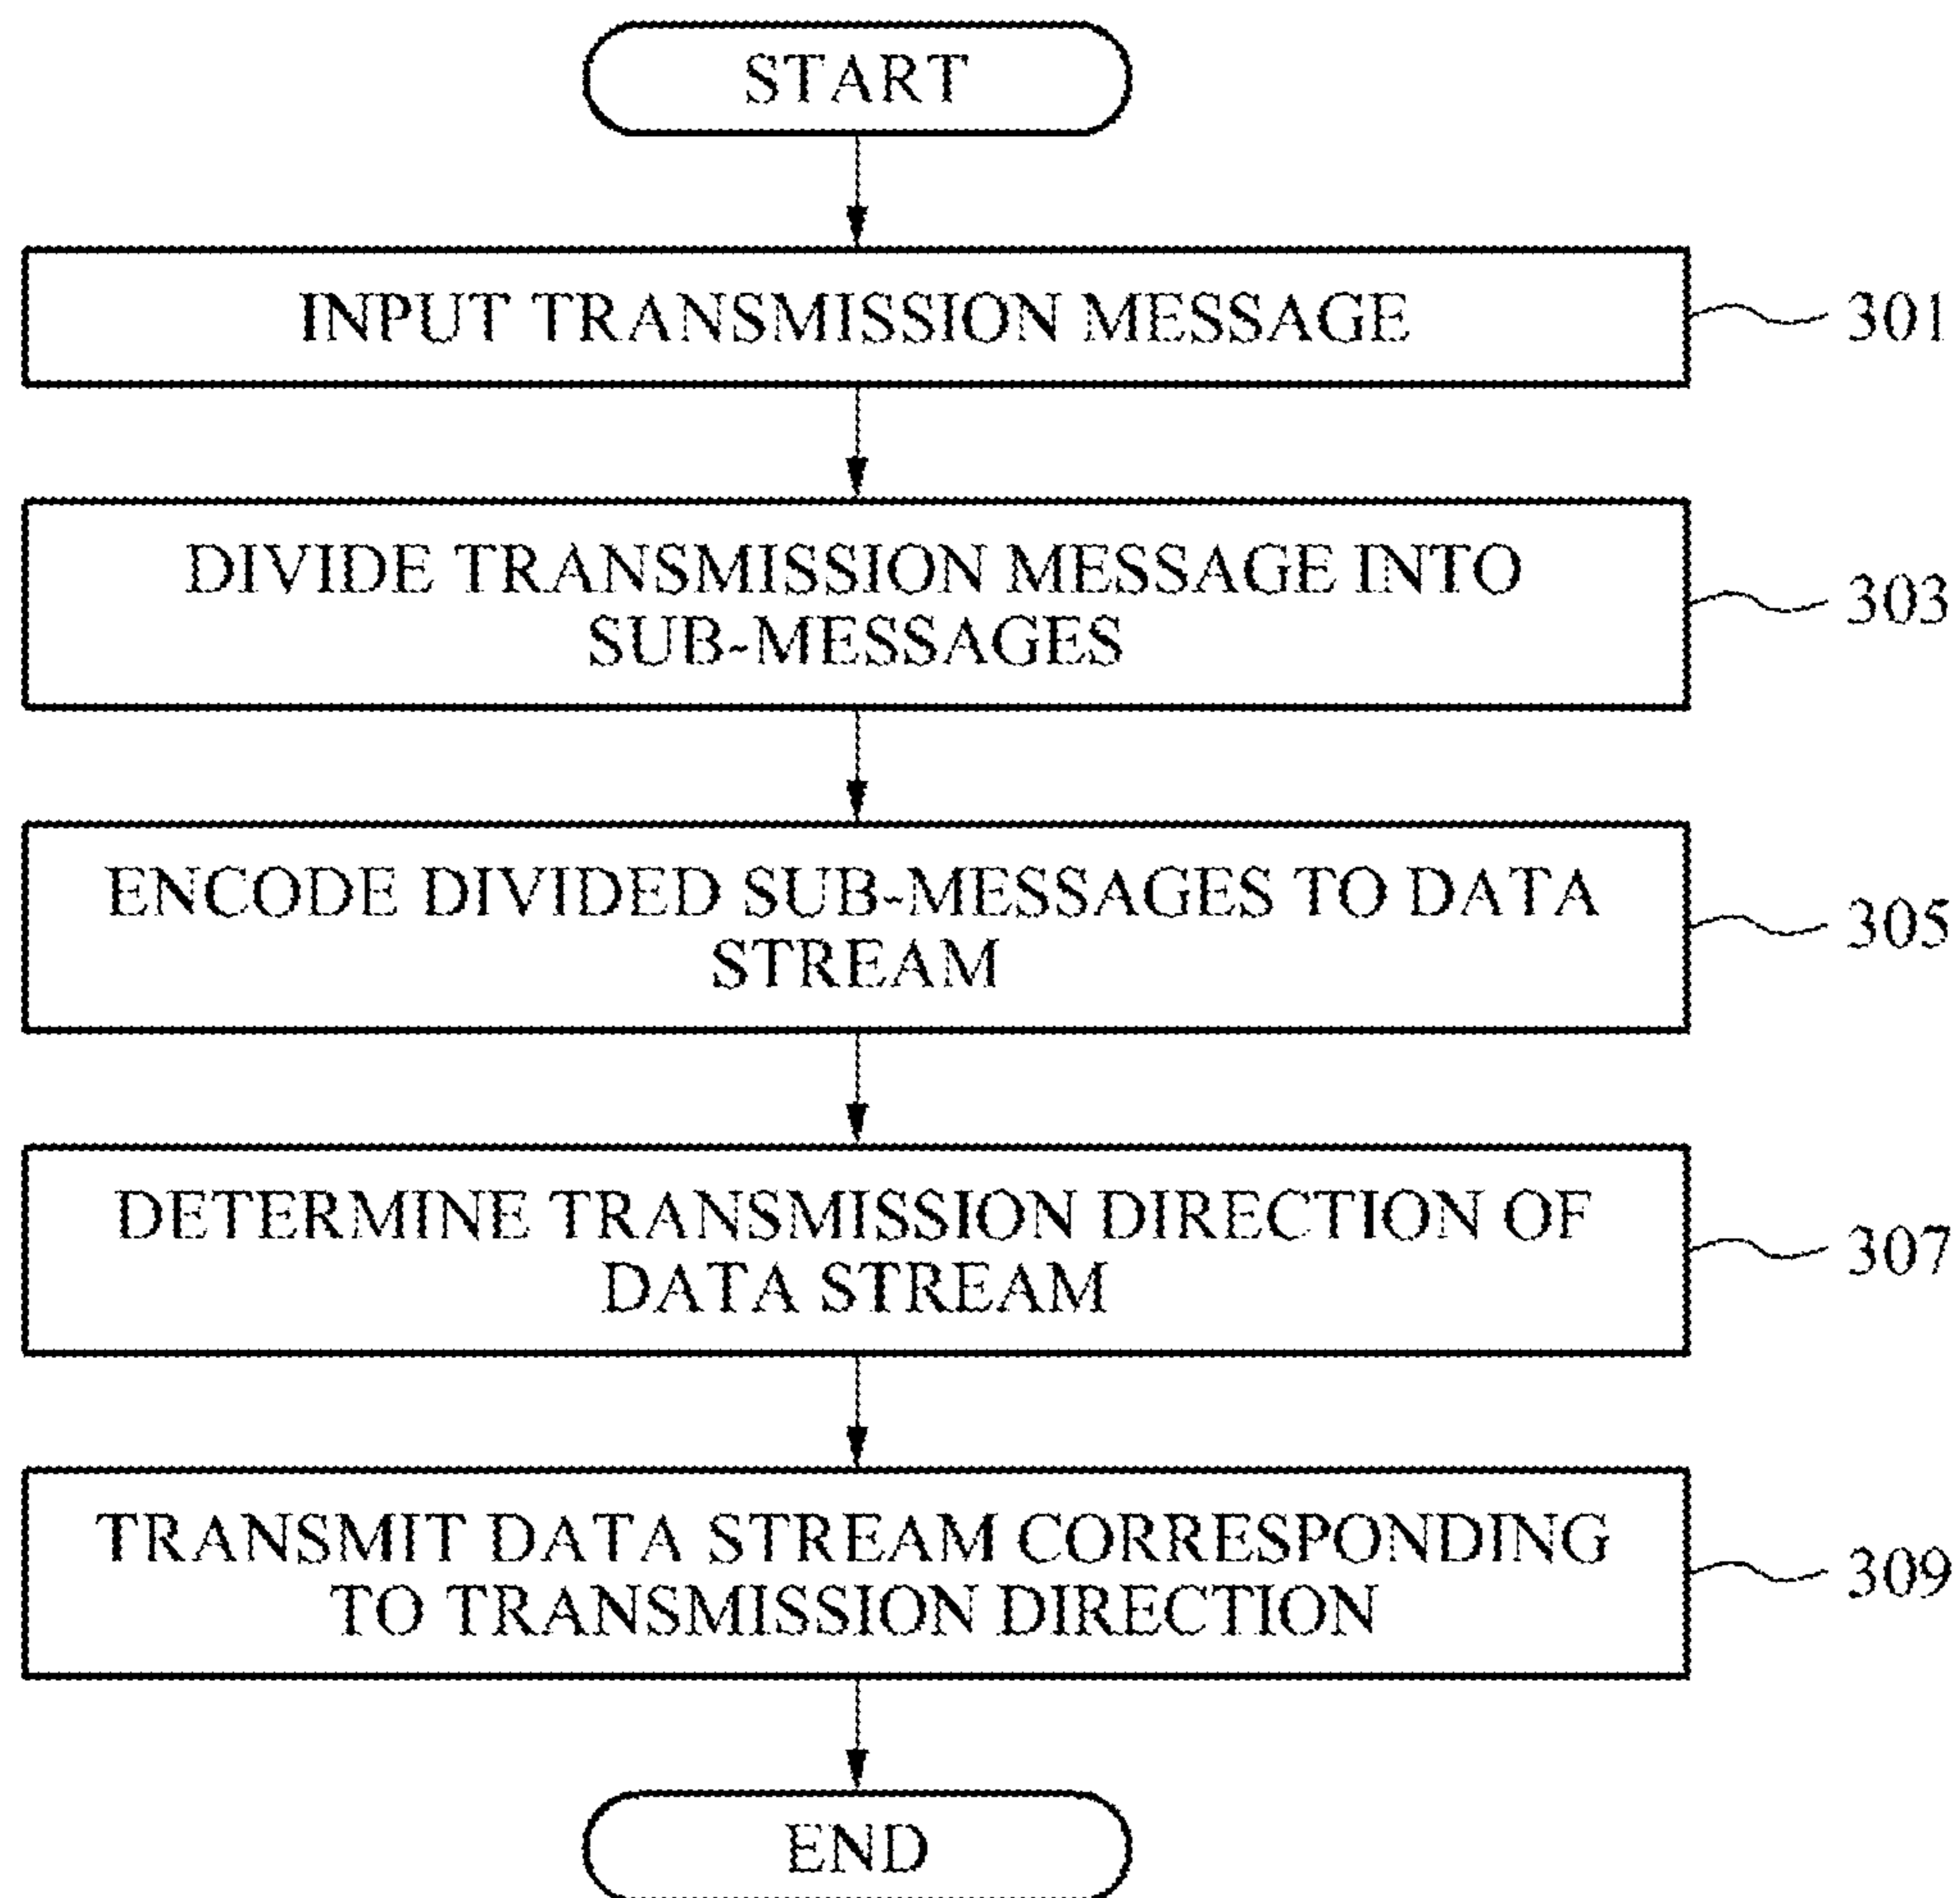 START
INPUT TRANSMISSION MESSAGE
301
DIVIDE TRANSMISSION MESSAGE INTO
SUB-MESSAGES
303
ENCODE DIVIDED SUB-MESSAGES TO DATA
STREAM
305
DETERMINE TRANSMISSION DIRECTION OF
DATA STREAM
307
TRANSMIT DATA STREAM CORRESPONDING
TO TRANSMISSION DIRECTION
309
END